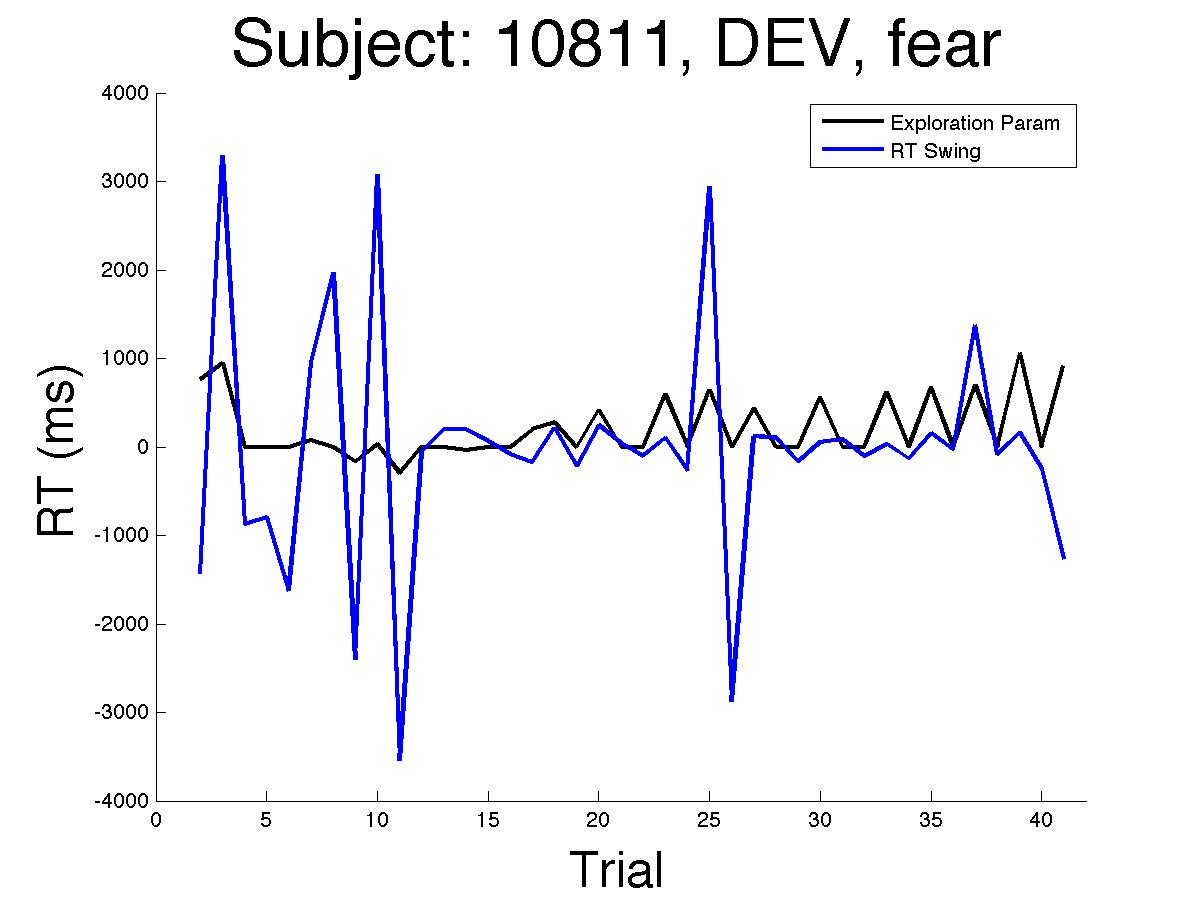 Subject: 10811, DEV, fear
Exploration Param
RT Swing
4000
3000
2000
1000
0
-1000
-2000
-3000
-4000
RT (ms)
0 5 10 15 20 25 30 35 40
Trial